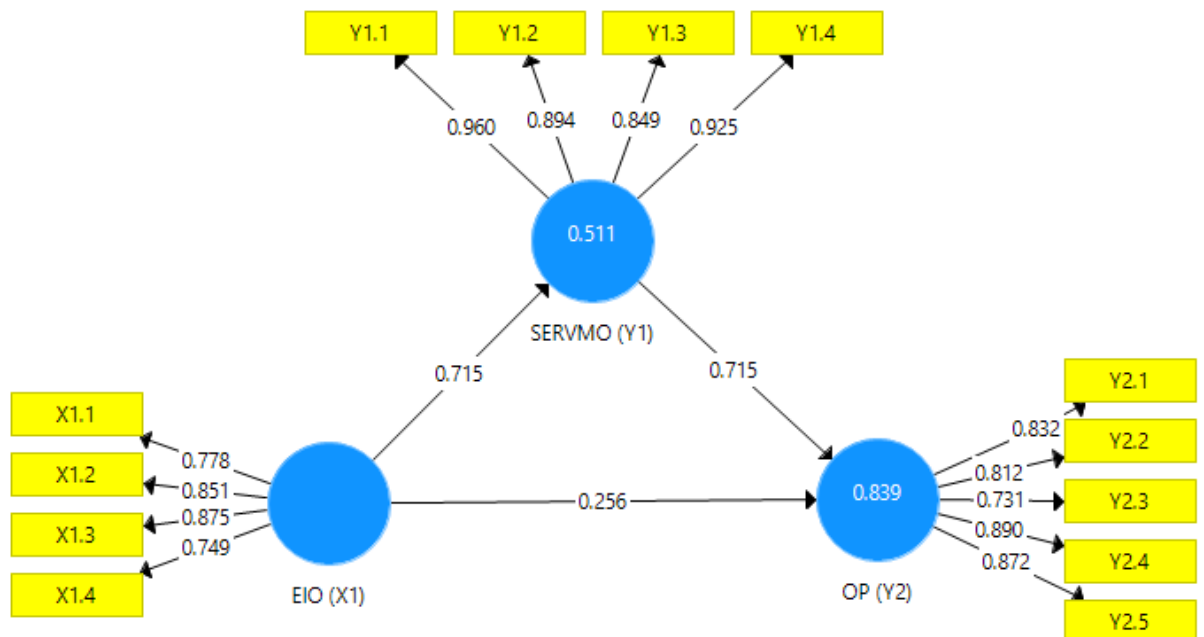 Y1.1 Y1.2 Y1.3 Y1.4
0.960 0.894 0.849 0.925
0.511
SERVMO (Y1)
0.715 0.715
X1.1
X1.2
X1.3
X1.4
0.778
0.851
0.875
0.749
EIO (X1)
0.256
0.839
OP (Y2)
0.832
0.812
0.731
0.890
0.872
Y2.1
Y2.2
Y2.3
Y2.4
Y2.5